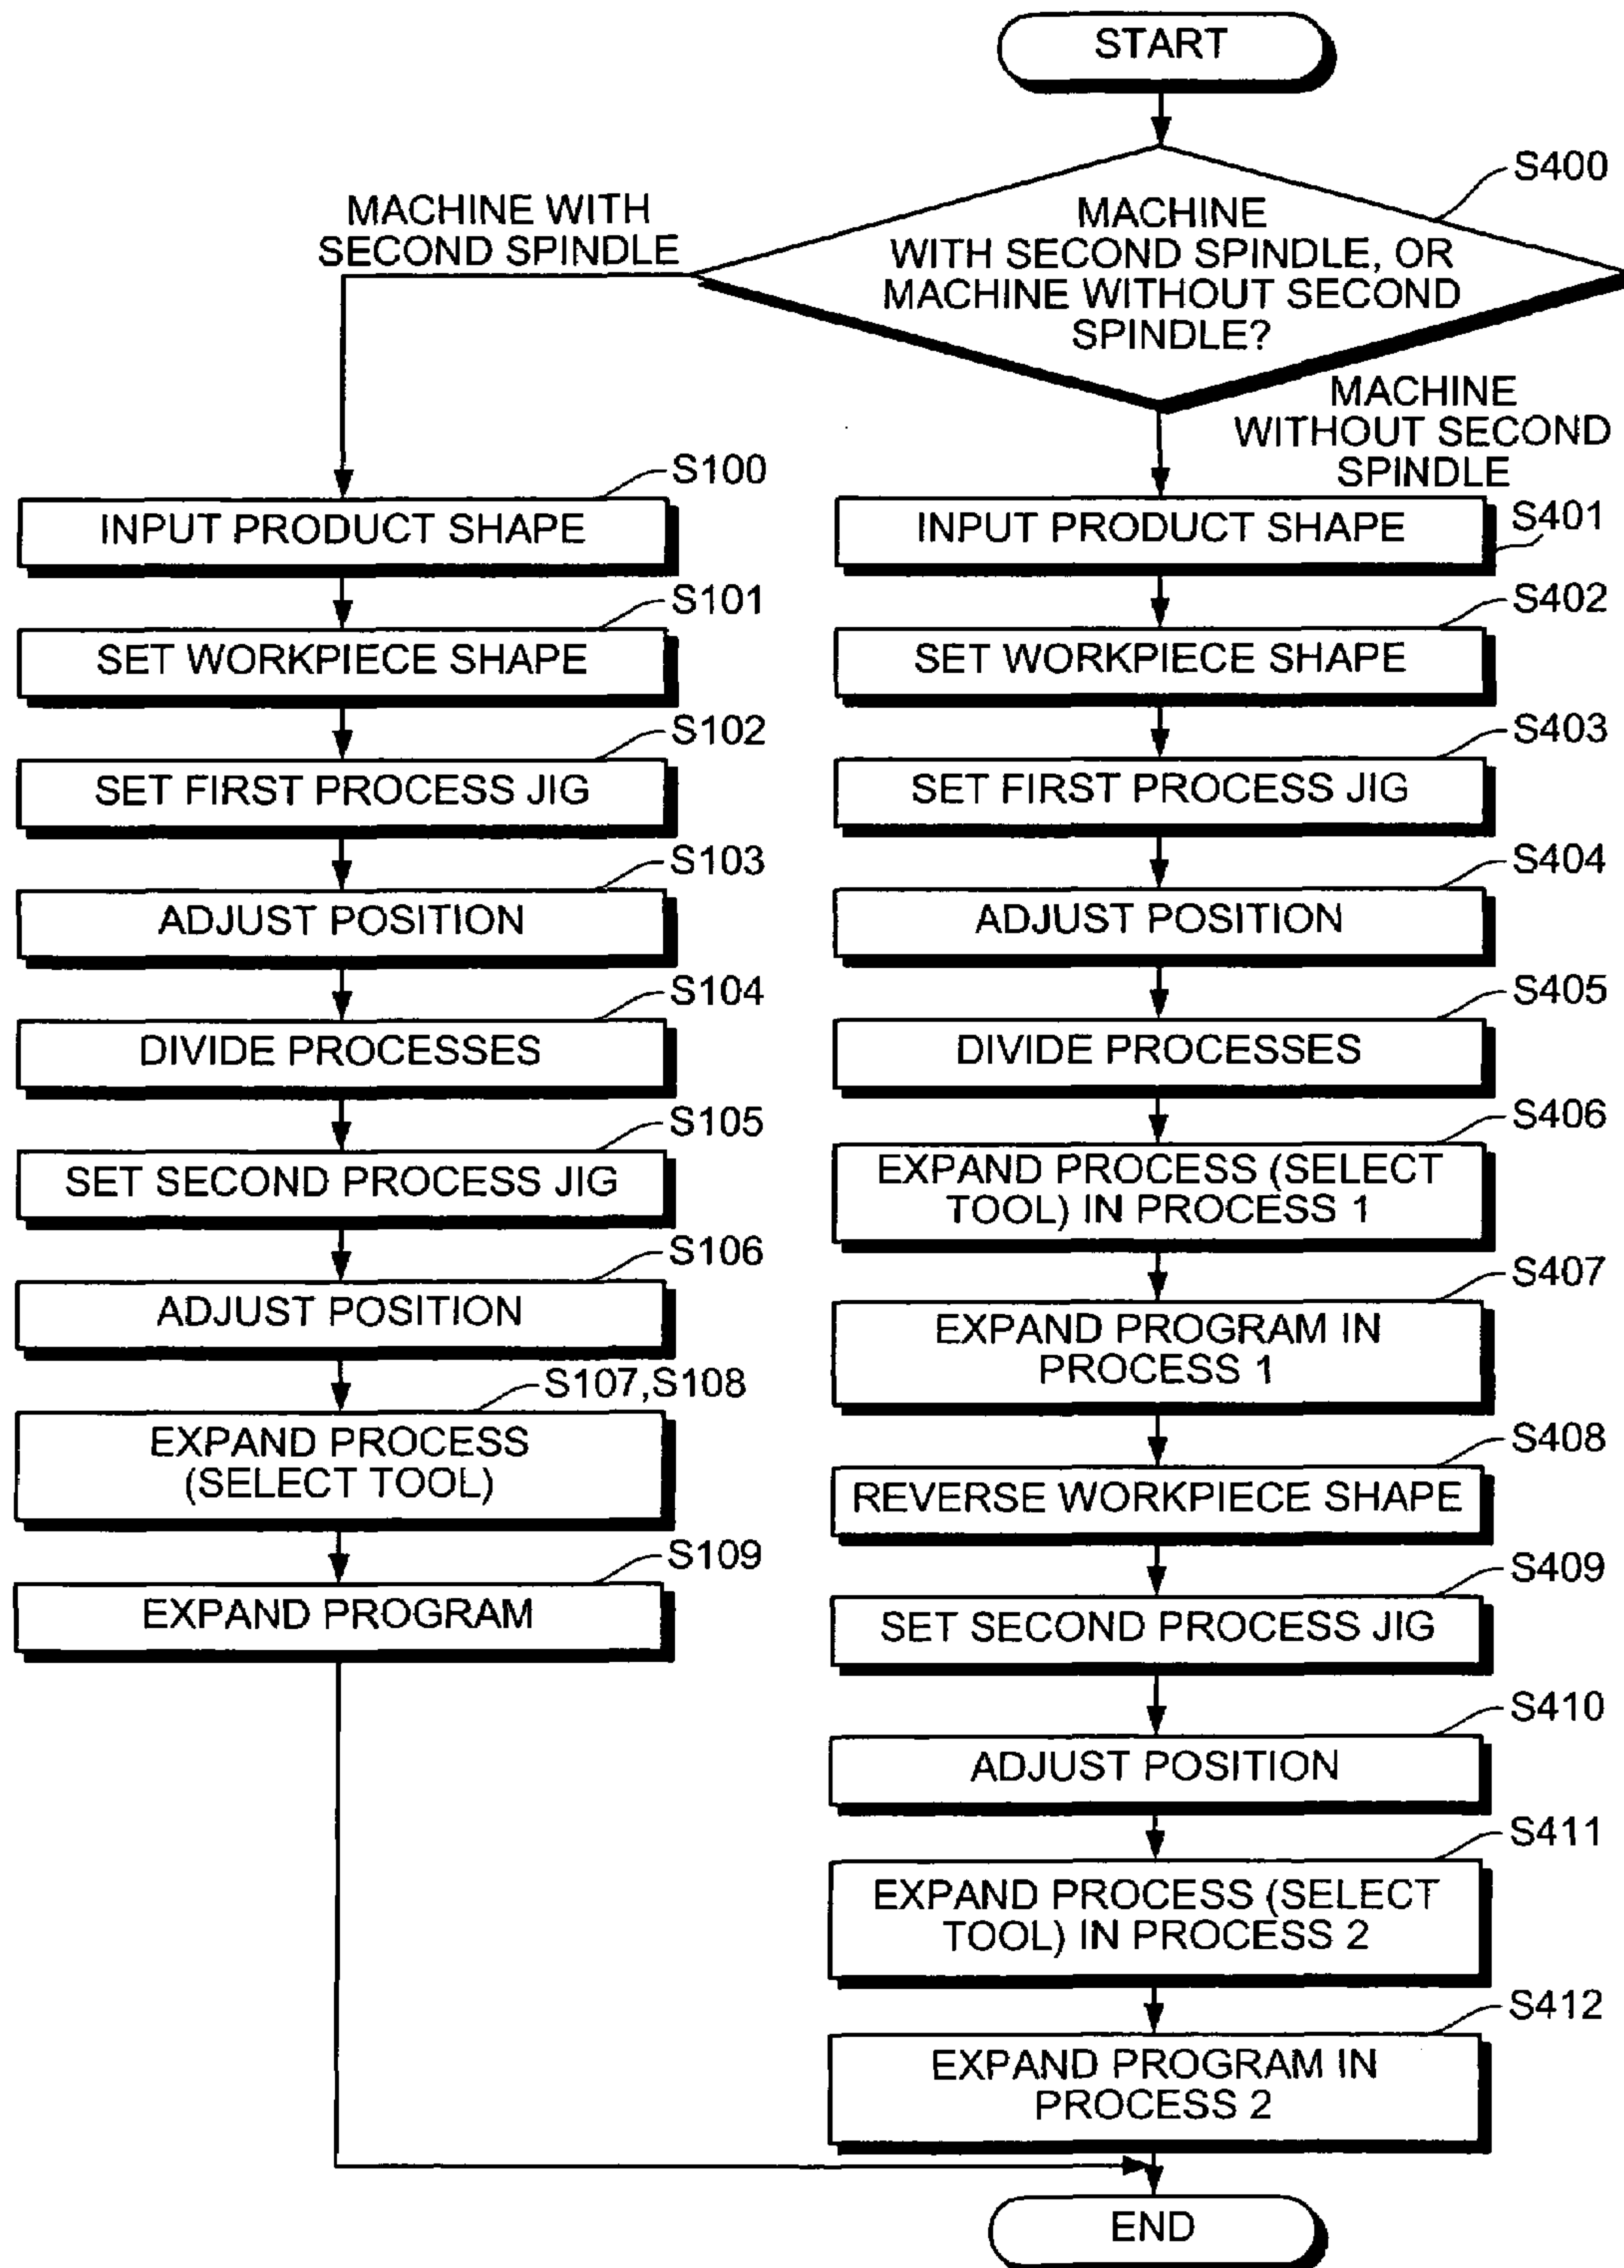 START
S400
MACHINE
WITH SECOND SPINDLE, OR
MACHINE WITHOUT SECOND
SPINDLE?
MACHINE WITH
SECOND SPINDLE
MACHINE
WITHOUT SECOND
SPINDLE
S100
INPUT PRODUCT SHAPE
S101
SET WORKPIECE SHAPE
S102
SET FIRST PROCESS JIG
S103
ADJUST POSITION
S104
DIVIDE PROCESSES
S105
SET SECOND PROCESS JIG
S106
ADJUST POSITION
S107,S108
EXPAND PROCESS
(SELECT TOOL)
S109
EXPAND PROGRAM
S401
INPUT PRODUCT SHAPE
S402
SET WORKPIECE SHAPE
S403
SET FIRST PROCESS JIG
S404
ADJUST POSITION
S405
DIVIDE PROCESSES
S406
EXPAND PROCESS (SELECT
TOOL) IN PROCESS 1
S407
EXPAND PROGRAM IN
PROCESS 1
S408
REVERSE WORKPIECE SHAPE
S409
SET SECOND PROCESS JIG
S410
ADJUST POSITION
S411
EXPAND PROCESS (SELECT
TOOL) IN PROCESS 2
S412
EXPAND PROGRAM IN
PROCESS 2
END